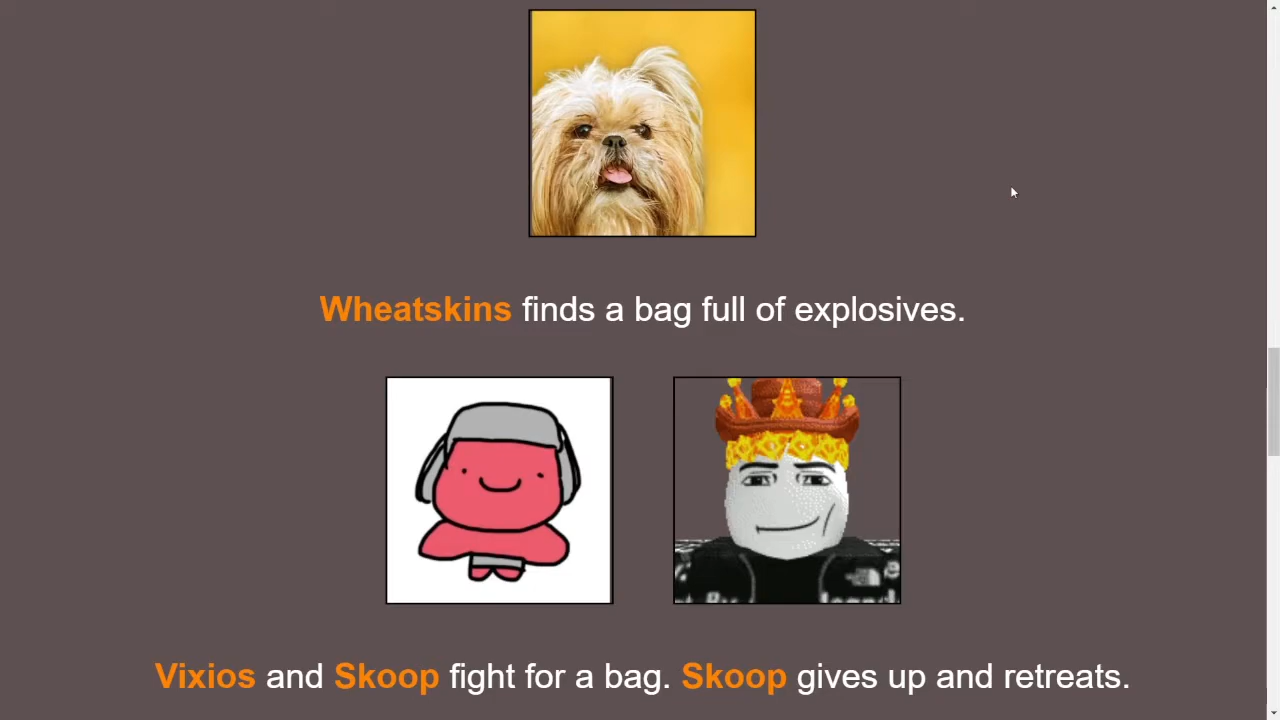 Wheatskins finds a bag full of explosives.
Vixios and Skoop fight for a bag. Skoop gives up and retreats.